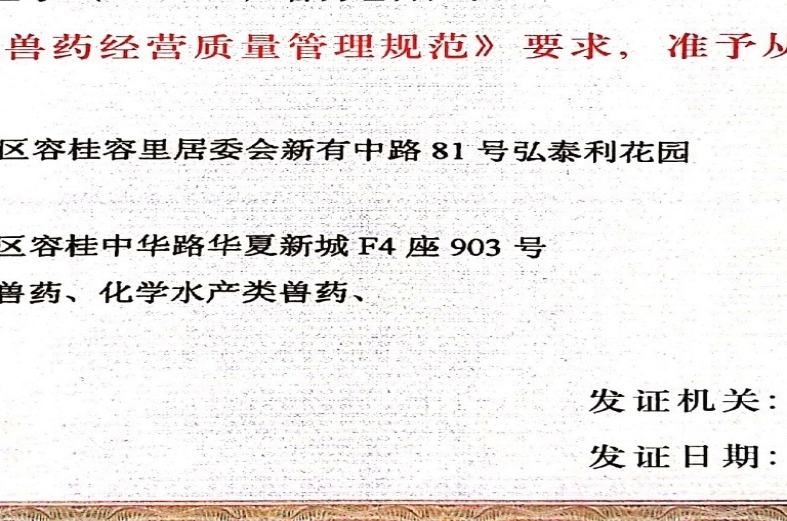 兽药经营质量管理规范》要求，准予从
区容桂容里居委会新有中路 81 号弘泰利花园
区容桂中华路华夏新城 F4 座 903 号
兽药、化学水产类兽药、
发证机关：
发证日期：